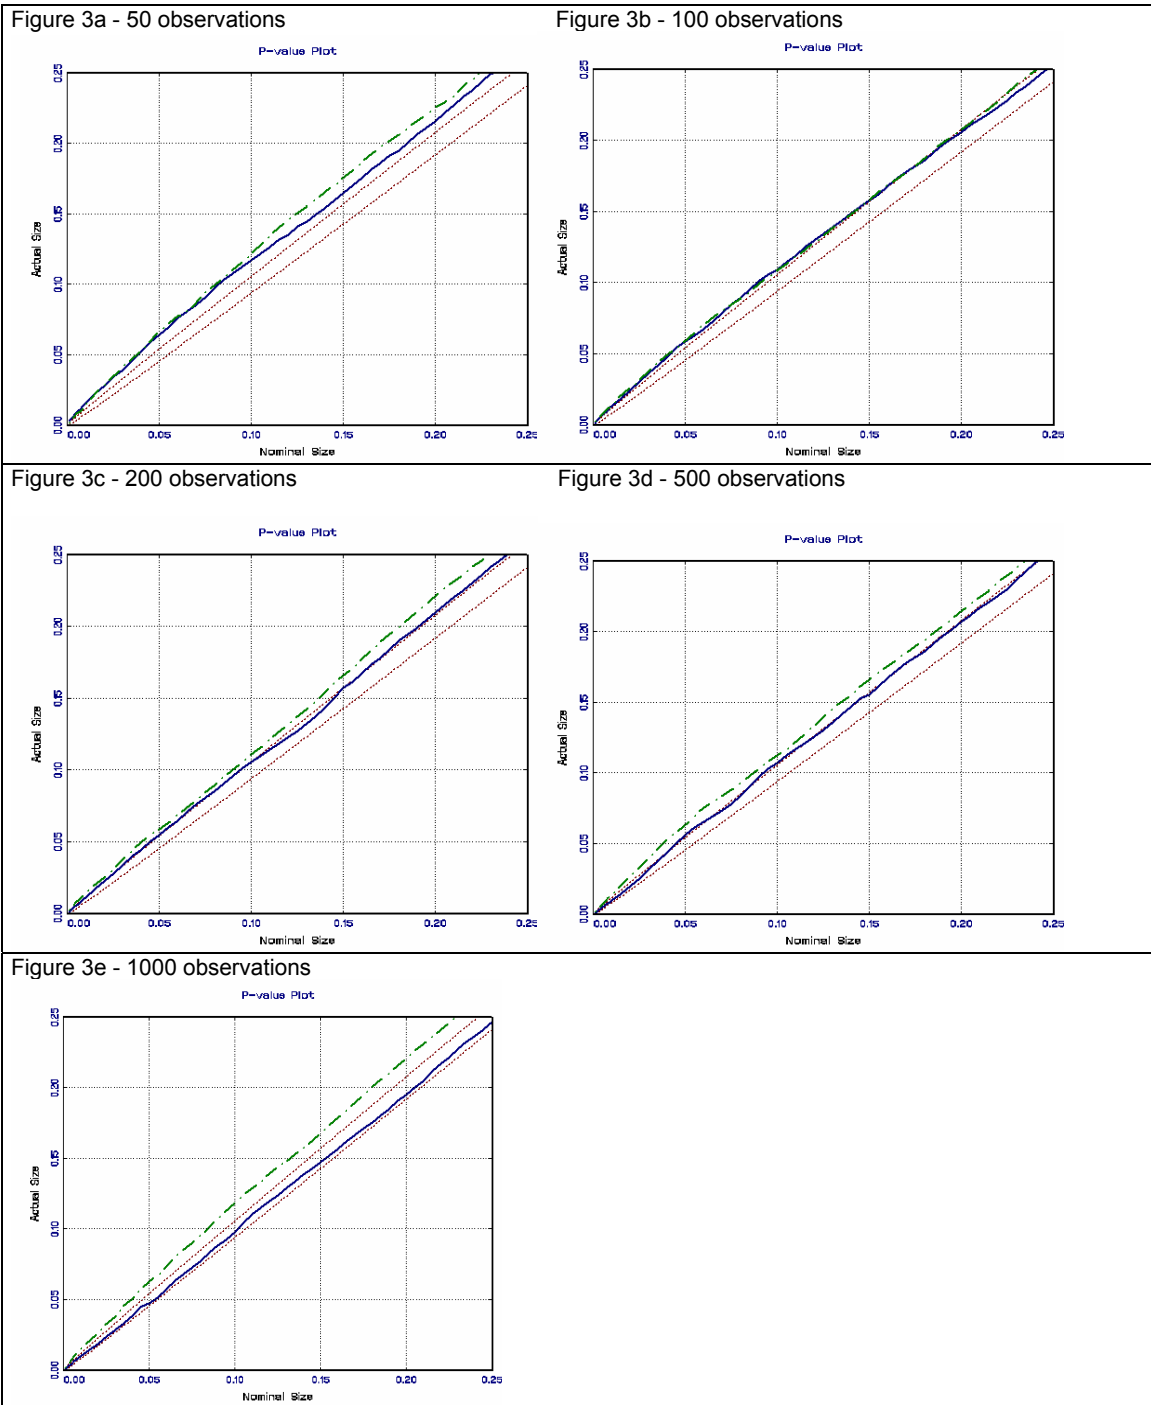 Figure 3a - 50 observations
P-value Plot
Actual Size
0.25
0.20
0.15
0.10
0.05
0.00
0.00 0.05 0.10 0.15 0.20 0.25
Nominal Size
Figure 3b - 100 observations
P-value Plot
Actual Size
0.25
0.20
0.15
0.10
0.05
0.00
0.00 0.05 0.10 0.15 0.20 0.25
Nominal Size
Figure 3c - 200 observations
P-value Plot
Actual Size
0.25
0.20
0.15
0.10
0.05
0.00
0.00 0.05 0.10 0.15 0.20 0.25
Nominal Size
Figure 3d - 500 observations
P-value Plot
Actual Size
0.25
0.20
0.15
0.10
0.05
0.00
0.00 0.05 0.10 0.15 0.20 0.25
Nominal Size
Figure 3e - 1000 observations
P-value Plot
Actual Size
0.25
0.20
0.15
0.10
0.05
0.00
0.00 0.05 0.10 0.15 0.20 0.25
Nominal Size